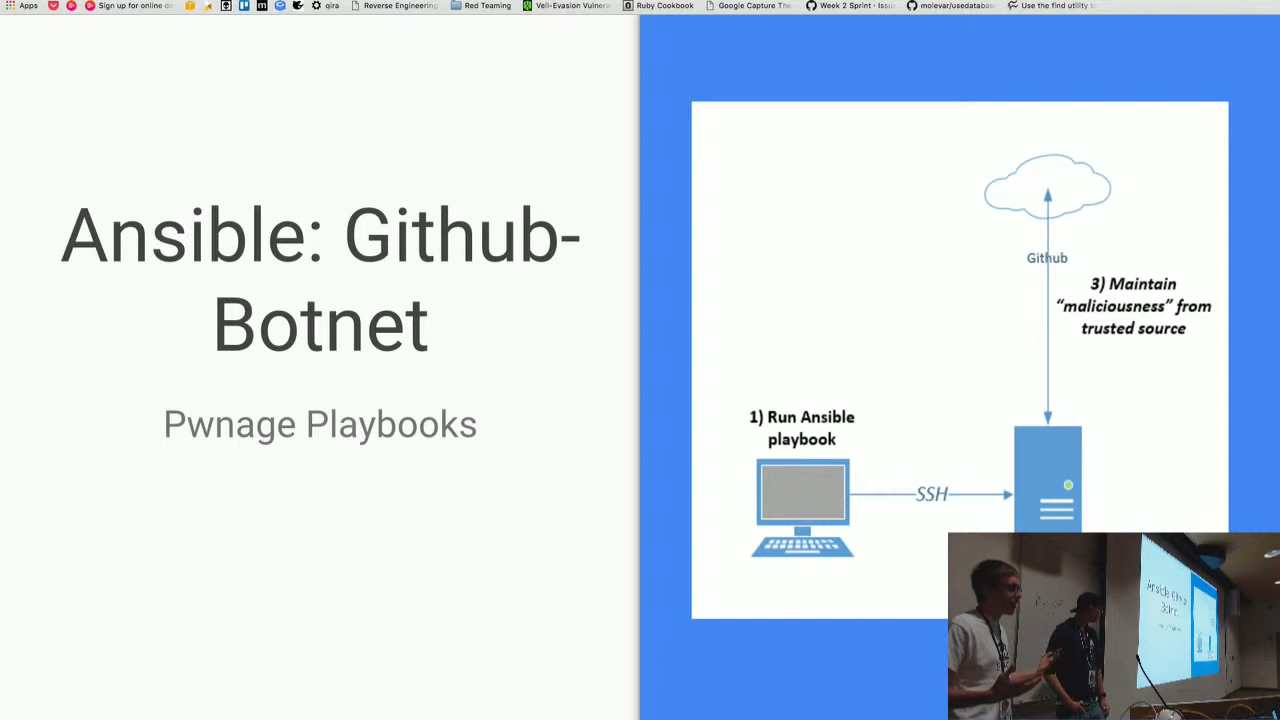 Apps
Sign up for online de
qira
Reverse Engineering
Red Teaming
Veil-Evasion Vulnera
Ruby Cookbook
Google Capture The
Week 2 Sprint · Issu
molevar/usedatabas
Use the find utility to
Ansible: Github-
Botnet
Pwnage Playbooks
Github
3) Maintain
“maliciousness” from
trusted source
1) Run Ansible
playbook
SSH